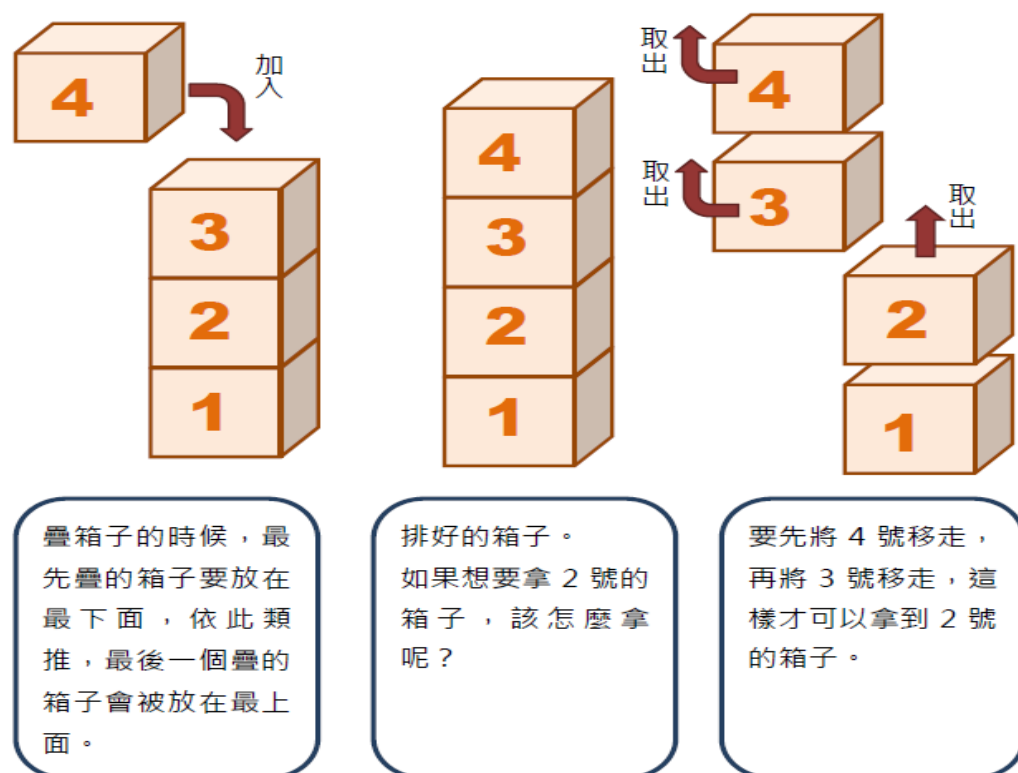 4
加入
3
2
1
4
3
2
1
取出
4
取出
3
取出
2
1
疊箱子的時候，最
先疊的箱子要放在
最下面，依此類
推，最後一個疊的
箱子會被放在最上
面。
排好的箱子。
如果想要拿 2 號的
箱子，該怎麼拿
呢？
要先將 4 號移走，
再將 3 號移走，這
樣才可以拿到 2 號
的箱子。